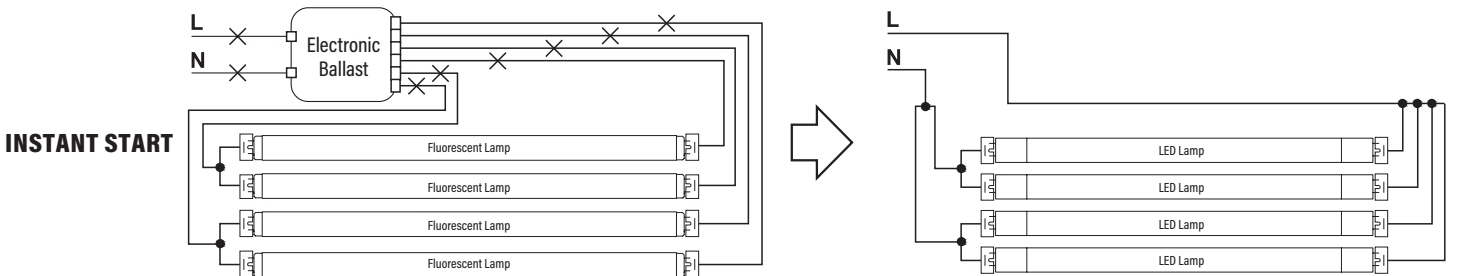 L
N
Electronic
Ballast
INSTANT START
Fluorescent Lamp
Fluorescent Lamp
Fluorescent Lamp
Fluorescent Lamp
L
N
LED Lamp
LED Lamp
LED Lamp
LED Lamp